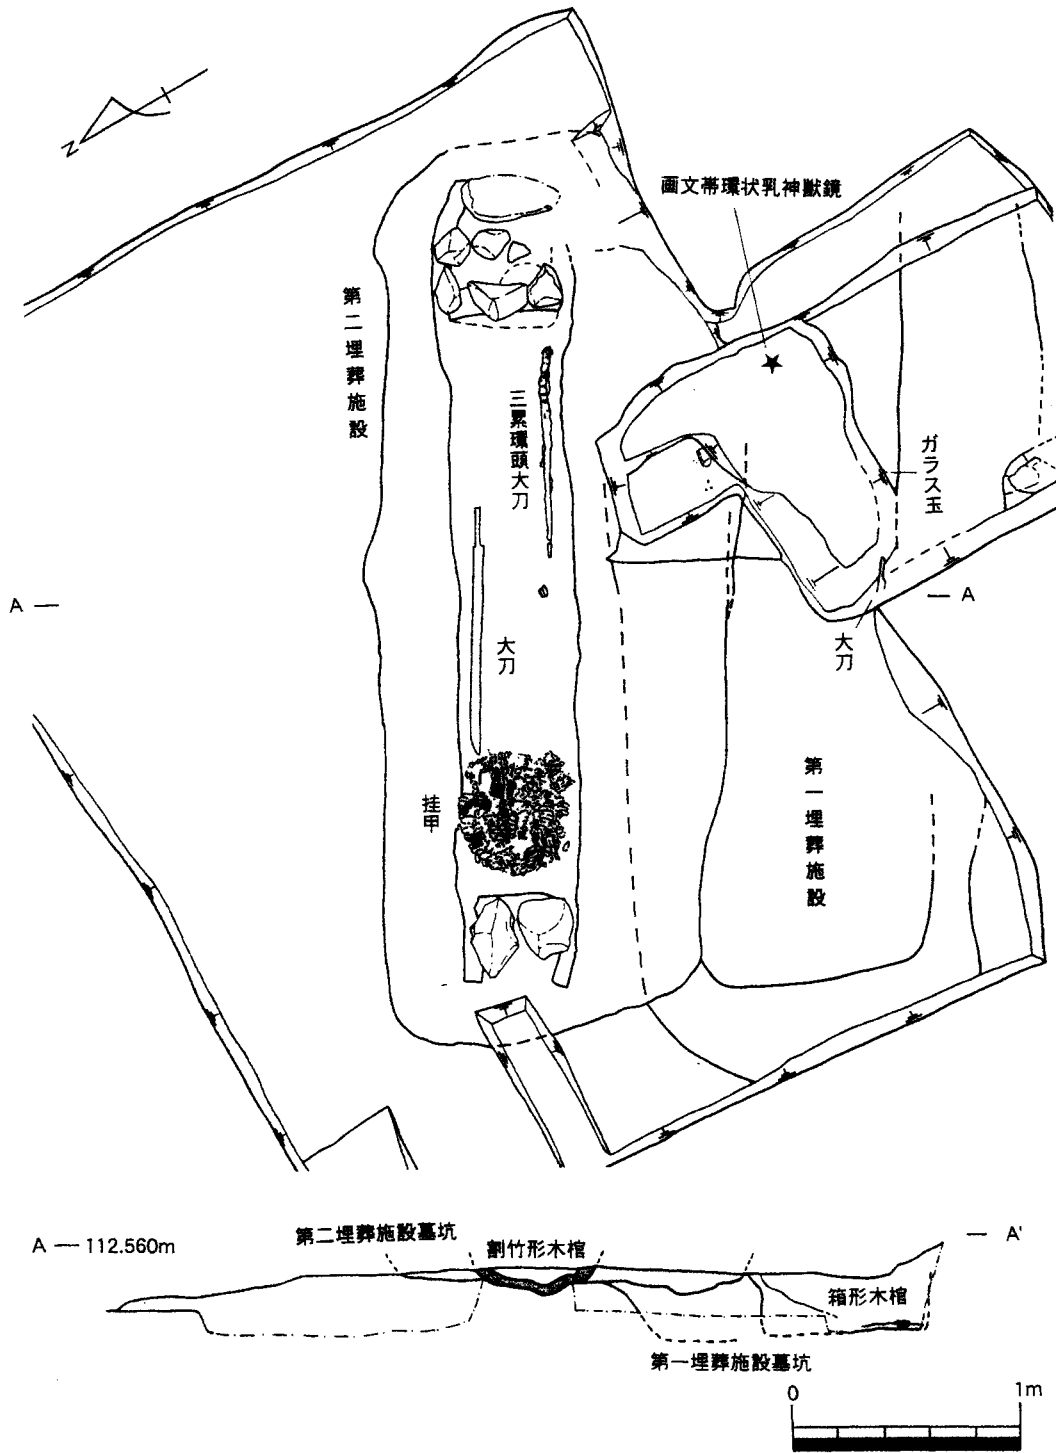 N
画文帯環状乳神獣鏡
第二埋葬施設
三累環頭大刀
ガラス玉
A
A
大刀
大刀
挂甲
第一埋葬施設
A — 112.560m
第二埋葬施設墓坑
割竹形木棺
A'
箱形木棺
第一埋葬施設墓坑
0
1m